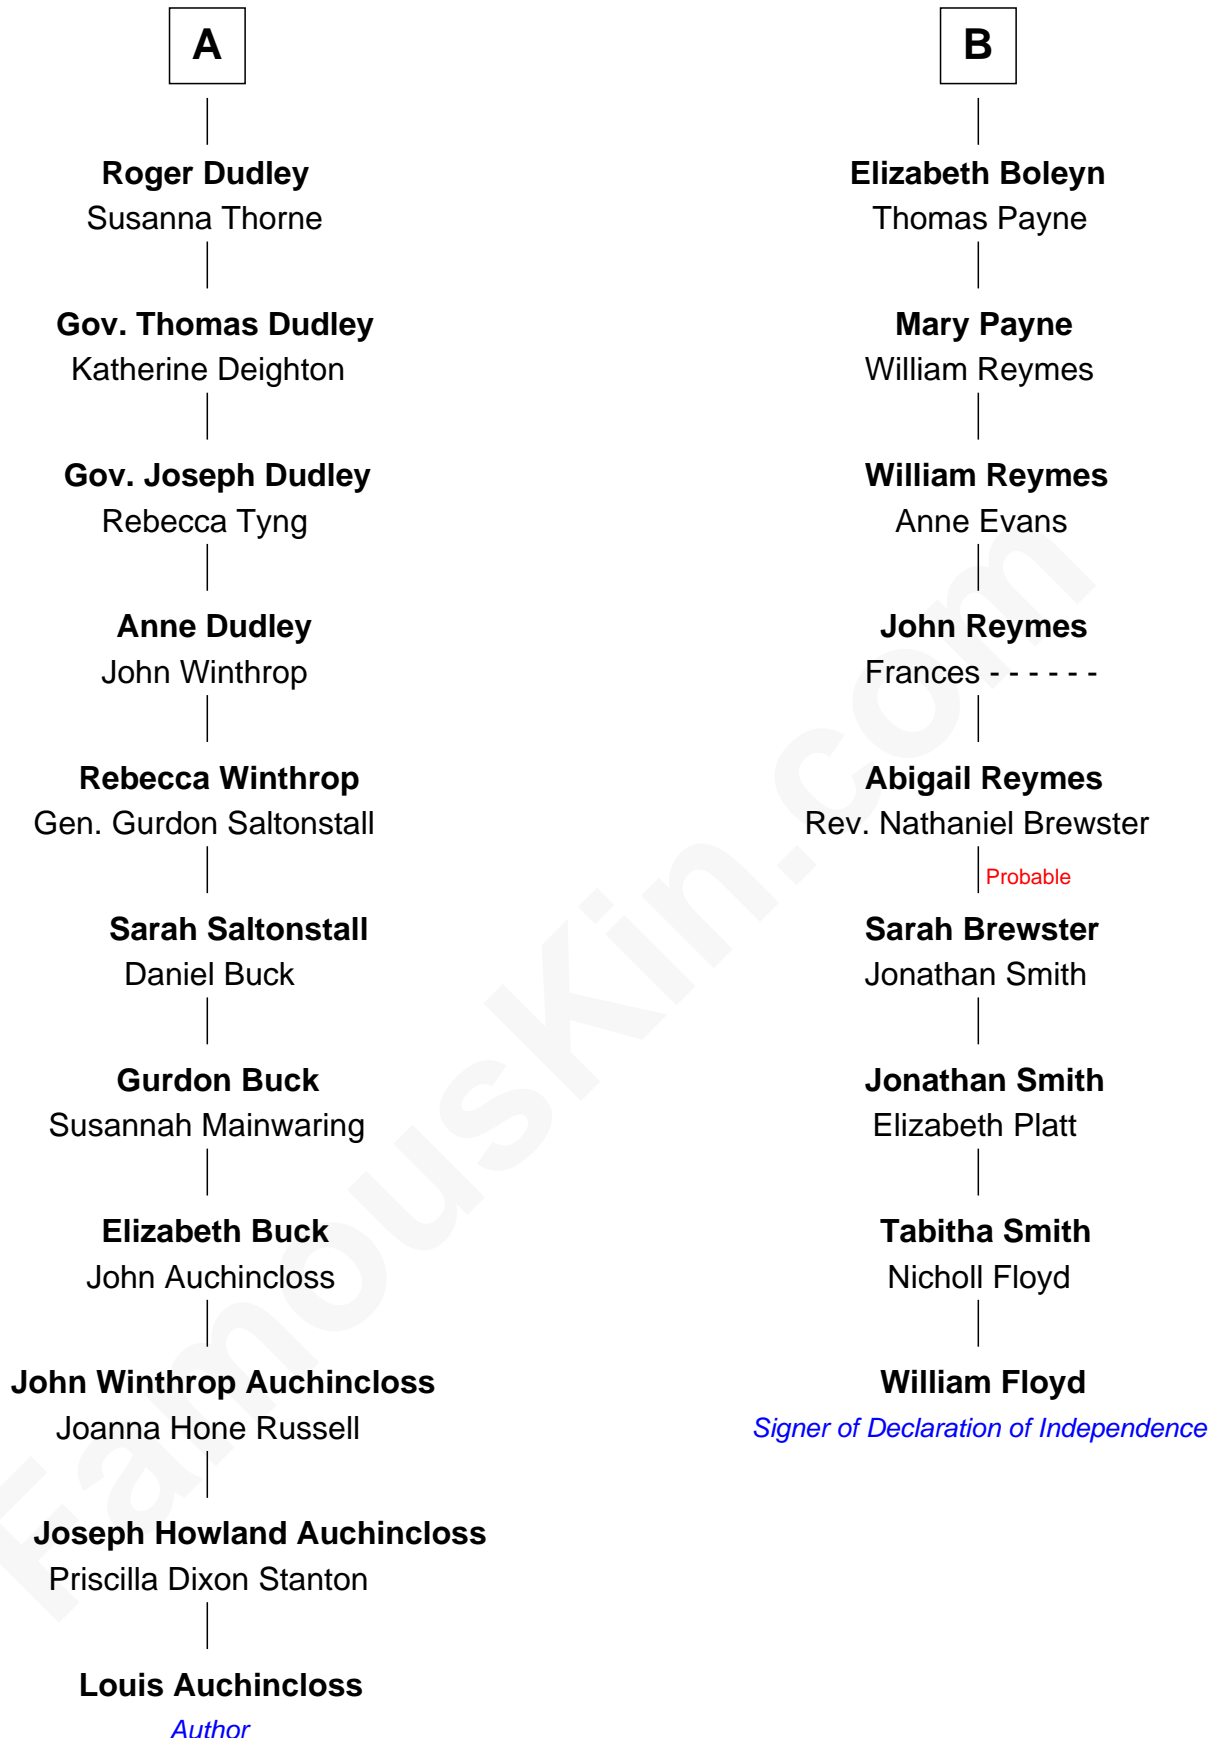 A
Roger Dudley
Susanna Thorne
Gov. Thomas Dudley
Katherine Deighton
Gov. Joseph Dudley
Rebecca Tyng
Anne Dudley
John Winthrop
Rebecca Winthrop
Gen. Gurdon Saltonstall
Sarah Saltonstall
Daniel Buck
Gurdon Buck
Susannah Mainwaring
Elizabeth Buck
John Auchincloss
John Winthrop Auchincloss
Joanna Hone Russell
Joseph Howland Auchincloss
Priscilla Dixon Stanton
Louis Auchincloss
Author
B
Elizabeth Boleyn
Thomas Payne
Mary Payne
William Reymes
William Reymes
Anne Evans
John Reymes
Frances - - - - - -
Abigail Reymes
Rev. Nathaniel Brewster
Probable
Sarah Brewster
Jonathan Smith
Jonathan Smith
Elizabeth Platt
Tabitha Smith
Nicholl Floyd
William Floyd
Signer of Declaration of Independence
FamousKin.com